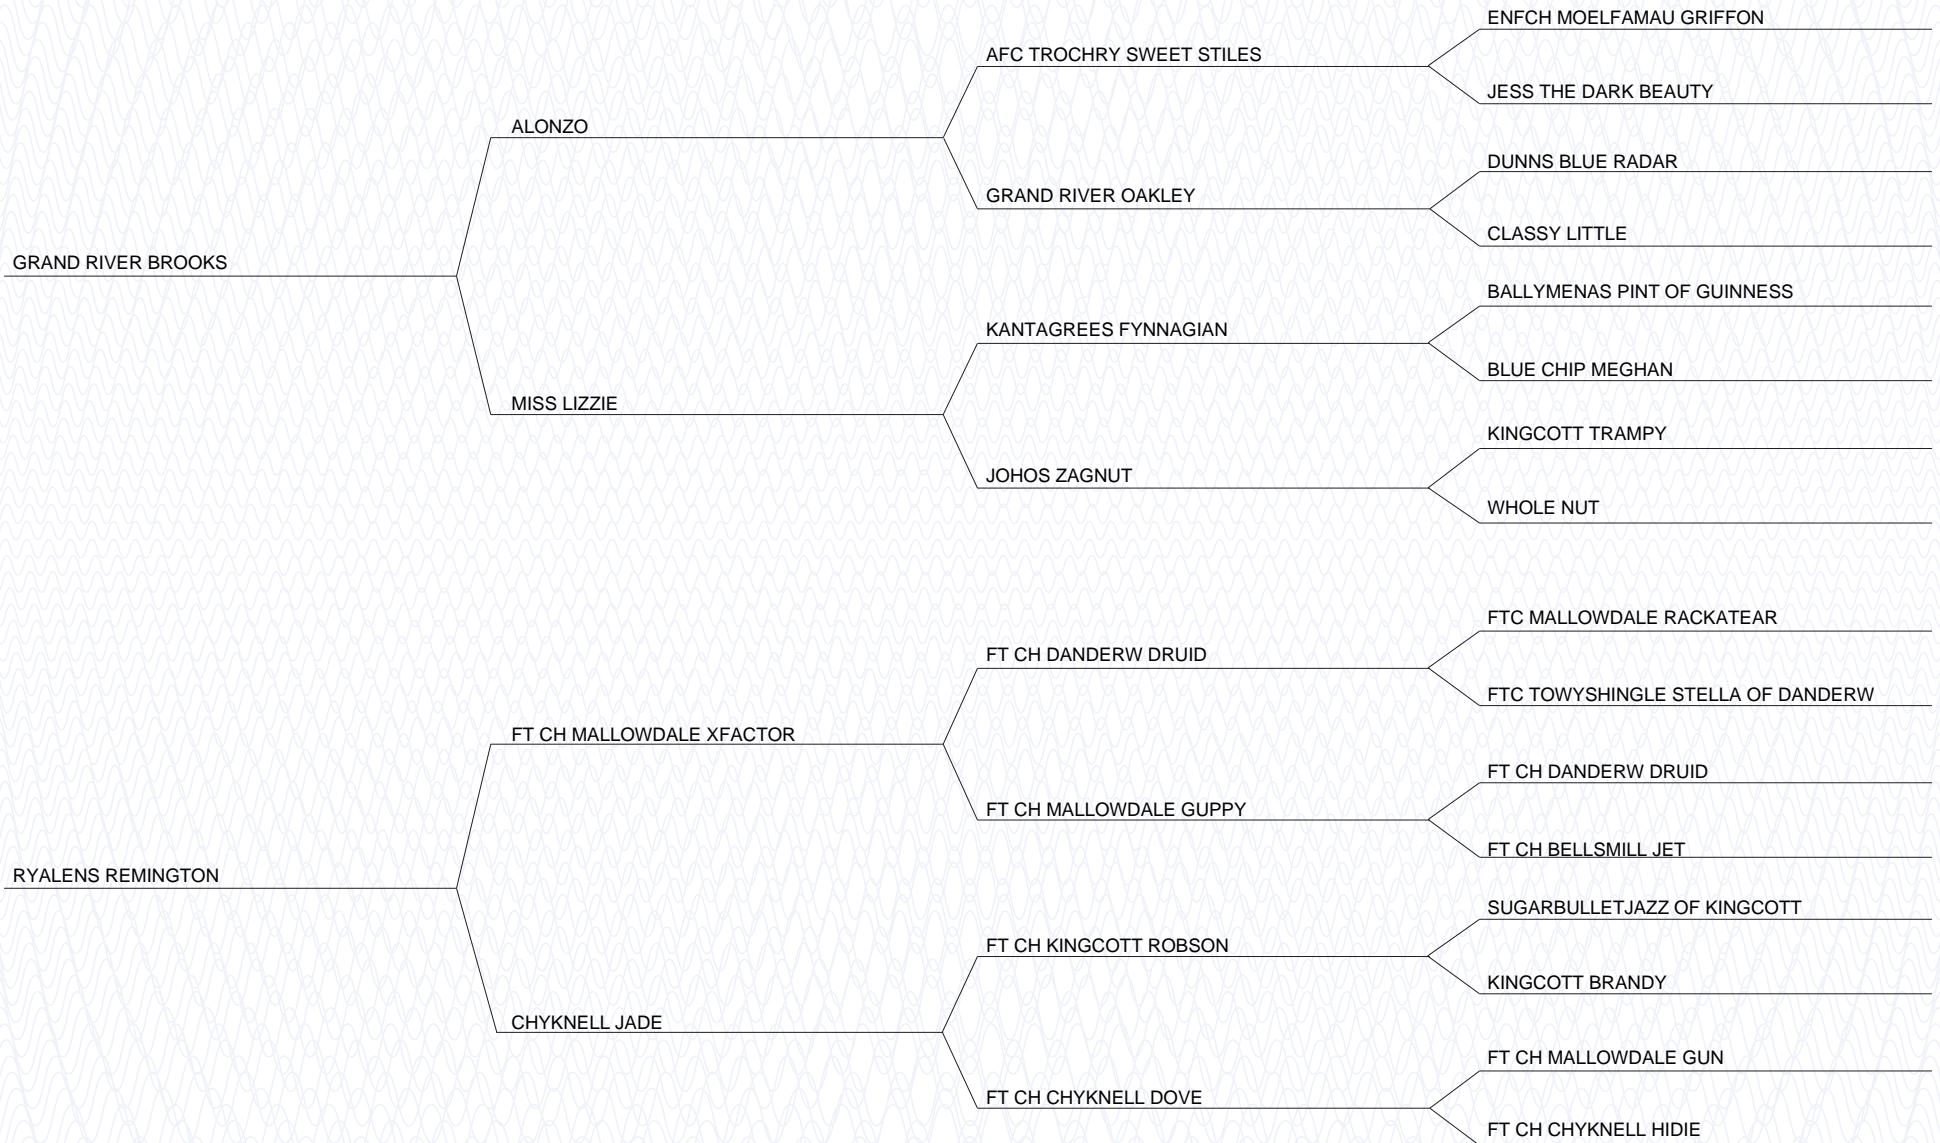 ENFCH MOELFAMAU GRIFFON
AFC TROCHRY SWEET STILES
JESS THE DARK BEAUTY
ALONZO
DUNNS BLUE RADAR
GRAND RIVER OAKLEY
CLASSY LITTLE
GRAND RIVER BROOKS
BALLYMENAS PINT OF GUINNESS
KANTAGREES FYNNAGIAN
BLUE CHIP MEGHAN
MISS LIZZIE
KINGCOTT TRAMPY
JOHOS ZAGNUT
WHOLE NUT
FTC MALLOWDALE RACKATEAR
FT CH DANDERW DRUID
FTC TOWYSHINGLE STELLA OF DANDERW
FT CH MALLOWDALE XFACTOR
FT CH DANDERW DRUID
FT CH MALLOWDALE GUPPY
FT CH BELLSMILL JET
RYALENS REMINGTON
SUGARBULLETJAZZ OF KINGCOTT
FT CH KINGCOTT ROBSON
KINGCOTT BRANDY
CHYKNELL JADE
FT CH MALLOWDALE GUN
FT CH CHYKNELL DOVE
FT CH CHYKNELL HIDIE